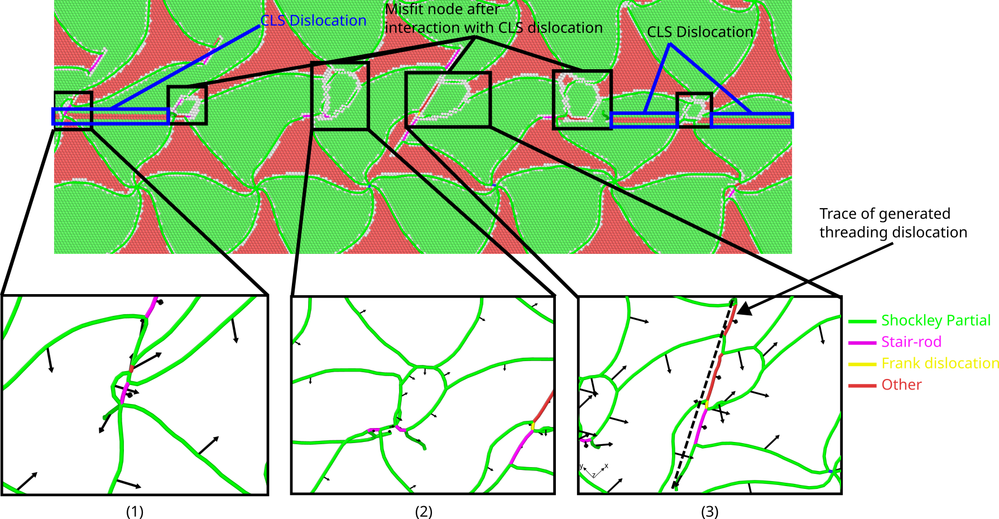 Misfit node after
interaction with CLS dislocation
CLS Dislocation
CLS Dislocation
Trace of generated
threading dislocation
Shockley Partial
Stair-rod
Frank dislocation
Other
y
z
x
(1)
(2)
(3)